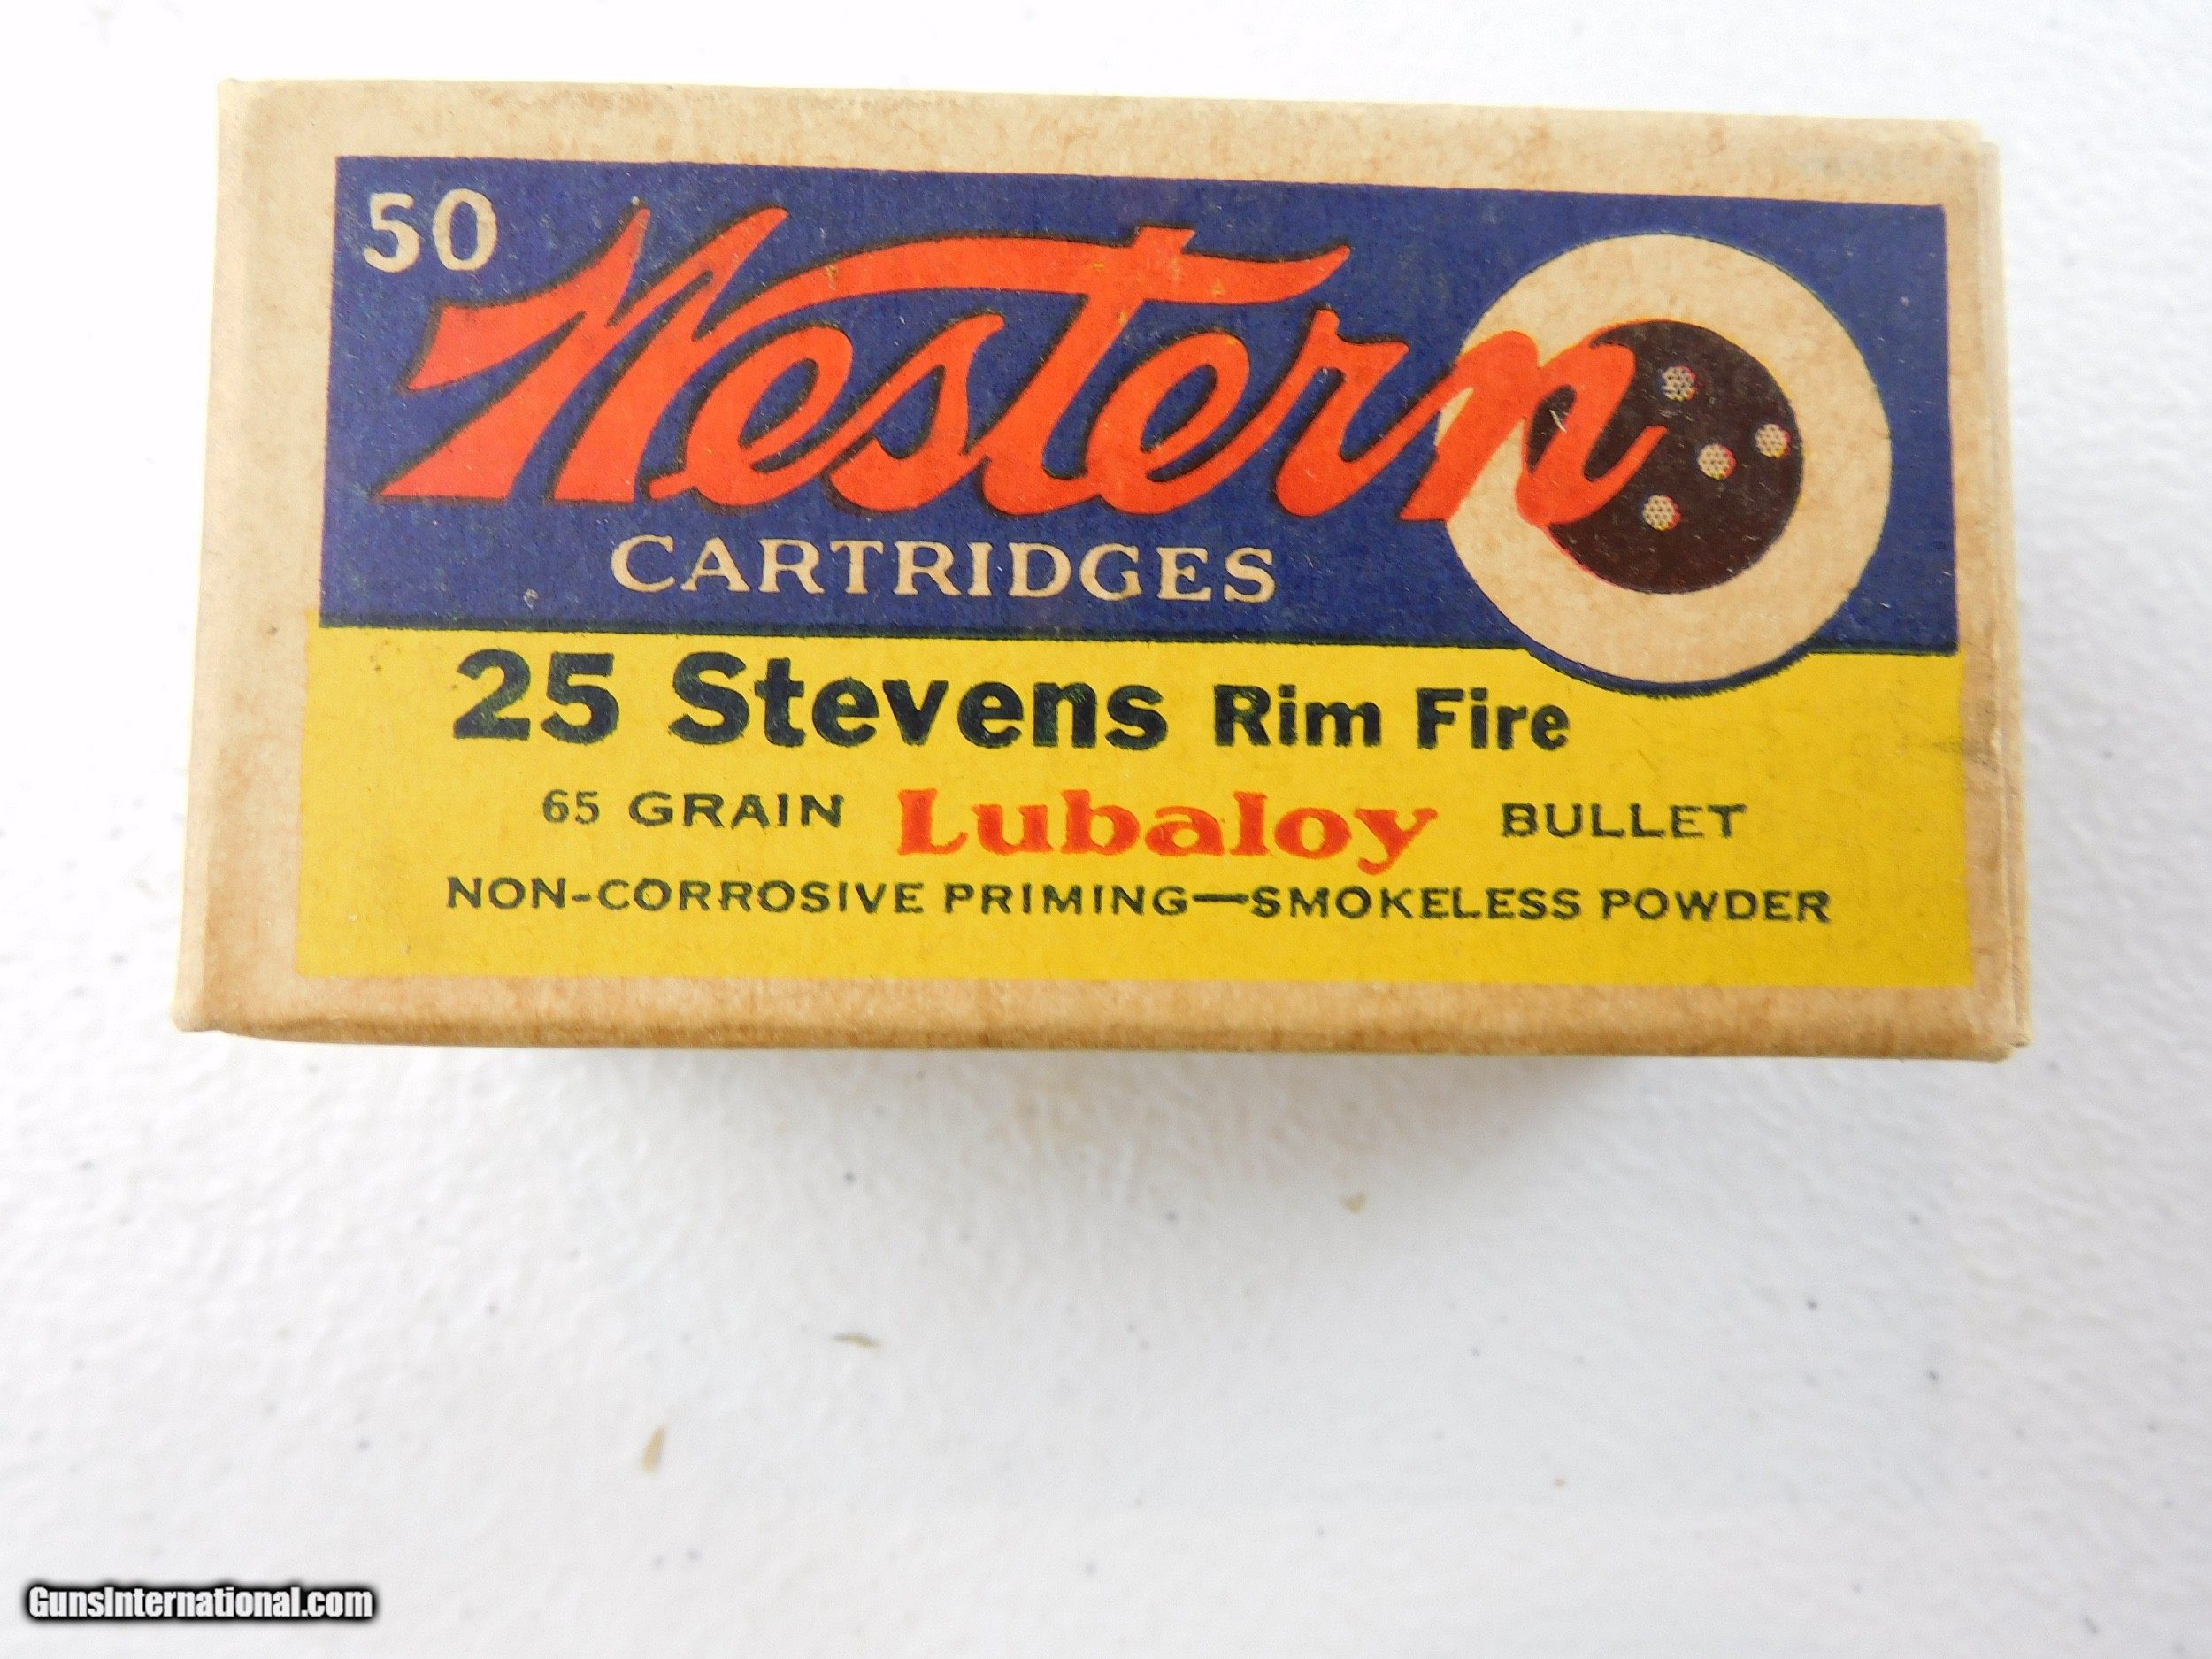 50
Western
CARTRIDGES
25 Stevens Rim Fire
65 GRAIN Lubaloy BULLET
NON-CORROSIVE PRIMING—SMOKELESS POWDER
GunsInternational.com